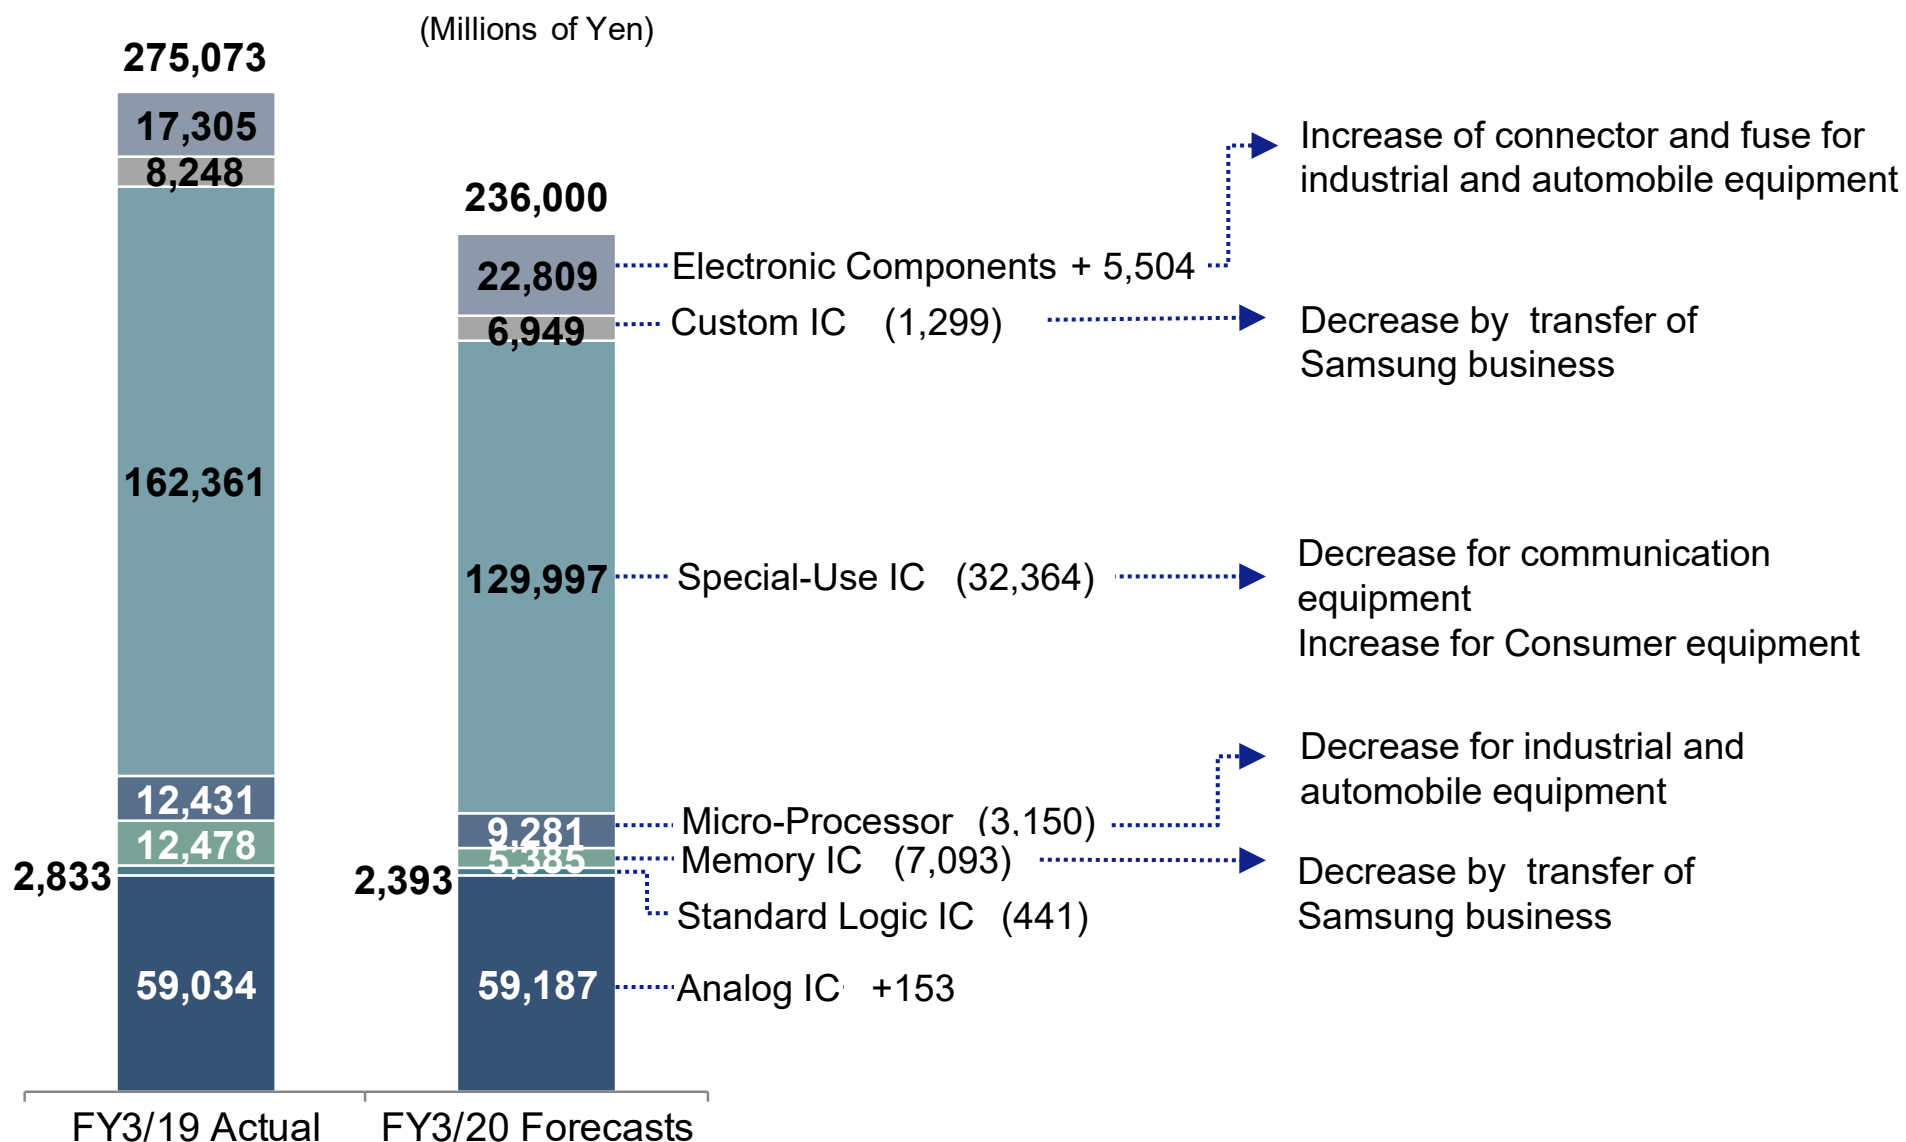 (Millions of Yen)
275,073
17,305
8,248
162,361
12,431
12,478
2,833
59,034
236,000
22,809
6,949
129,997
9,281
5,385
2,393
59,187
Electronic Components + 5,504
Custom IC (1,299)
Special-Use IC (32,364)
Micro-Processor (3,150)
Memory IC (7,093)
Standard Logic IC (441)
Analog IC +153
Increase of connector and fuse for
industrial and automobile equipment
Decrease by transfer of
Samsung business
Decrease for communication
equipment
Increase for Consumer equipment
Decrease for industrial and
automobile equipment
Decrease by transfer of
Samsung business
FY3/19 Actual
FY3/20 Forecasts